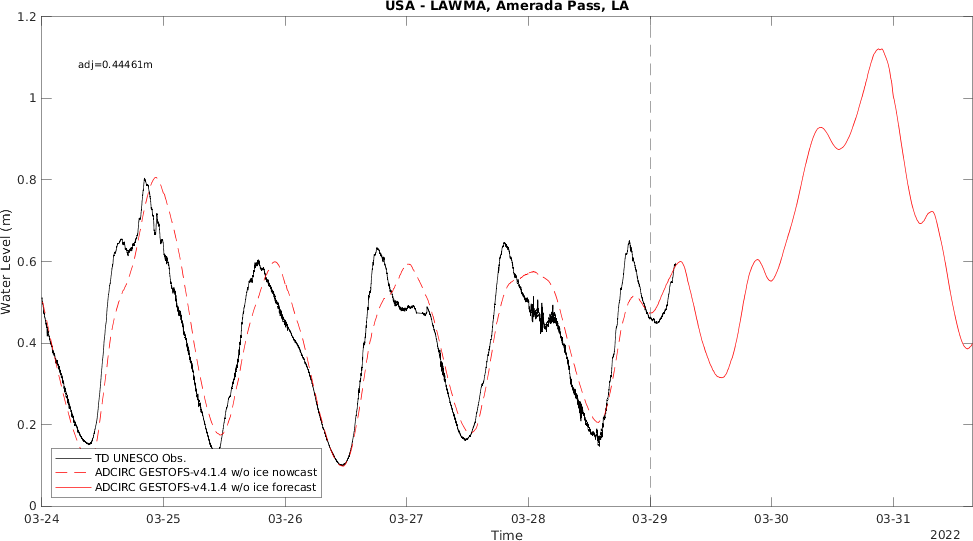 USA - LAWMA, Amerada Pass, LA
1.2
adj=0.44461m
1
0.8
0.6
0.4
0.2
0
Water Level (m)
TD UNESCO Obs.
ADCIRC GESTOFS-v4.1.4 w/o ice nowcast
ADCIRC GESTOFS-v4.1.4 w/o ice forecast
03-24 03-25 03-26 03-27 03-28 03-29 03-30 03-31
Time
2022